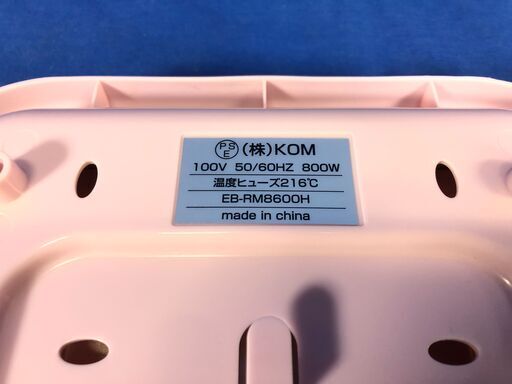 PSE (株)KOM
100V 50/60HZ 800W
温度ヒューズ216℃
EB-RM8600H
made in china